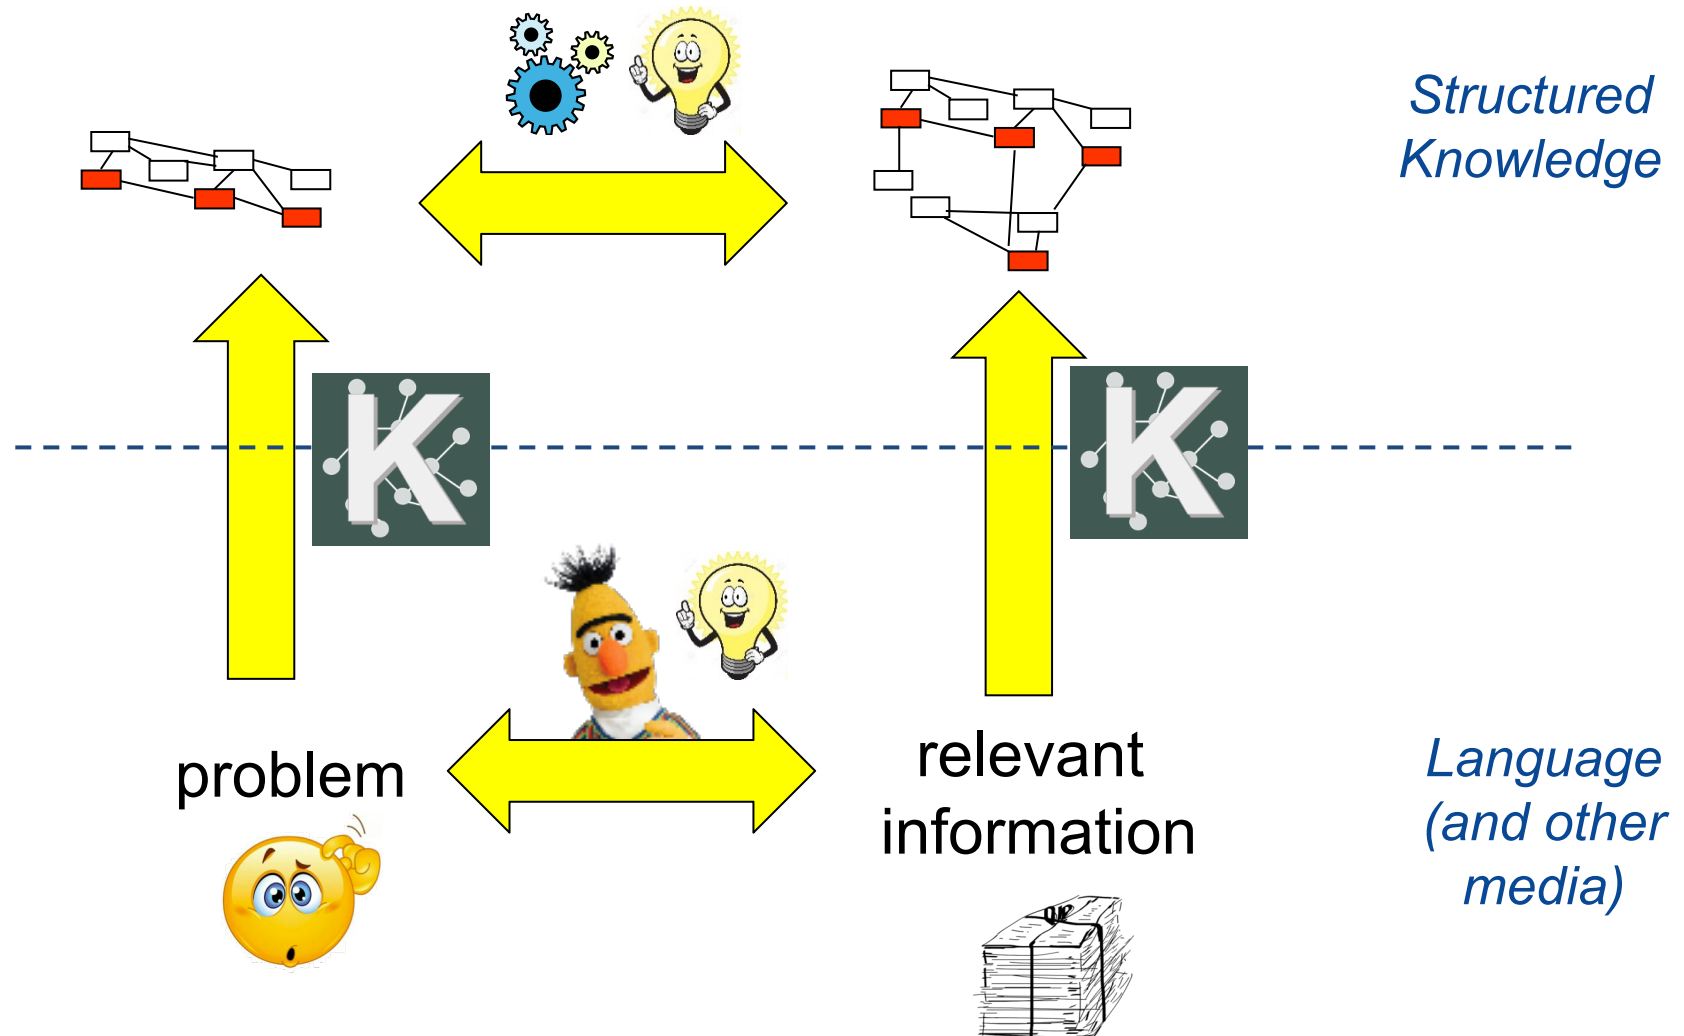 Structured
Knowledge
K
K
problem
relevant
information
Language
(and other
media)